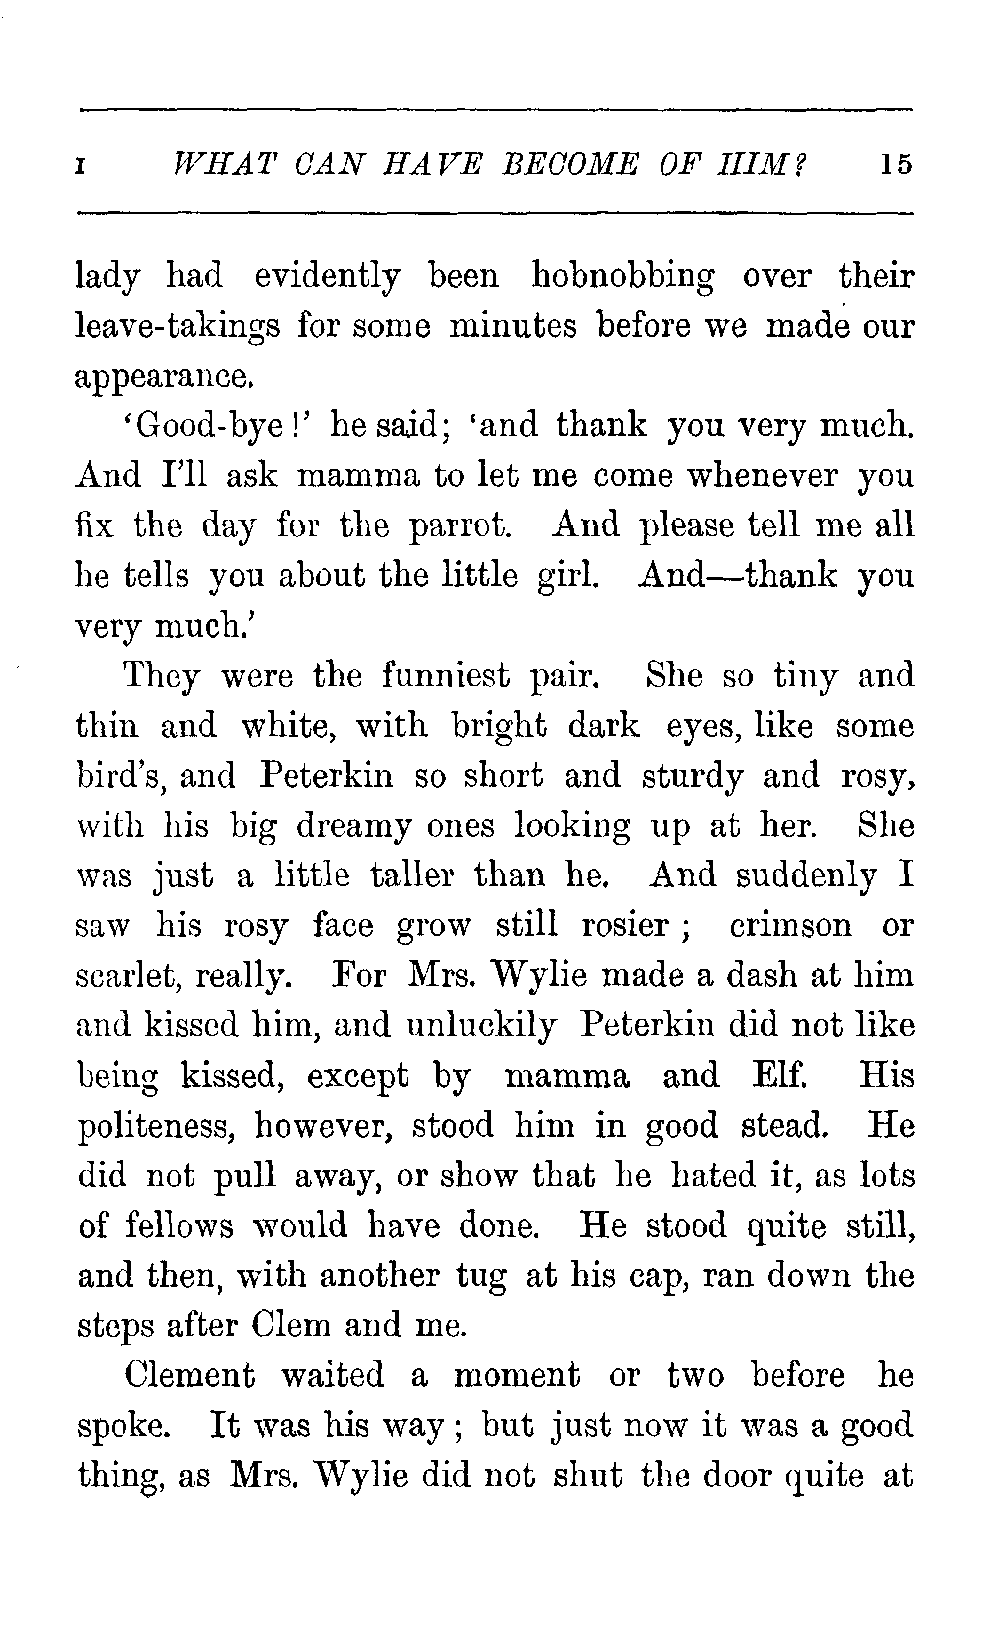 I WHAT CAN HAVE BECOME OF HIM? 15
lady had evidently been hobnobbing over their
leave-takings for some minutes before we made our
appearance.
'Good-bye!' he said; 'and thank you very much.
And I'll ask mamma to let me come whenever you
fix the day for the parrot. And please tell me all
he tells you about the little girl. And—thank you
very much.'
They were the funniest pair. She so tiny and
thin and white, with bright dark eyes, like some
bird's, and Peterkin so short and sturdy and rosy,
with his big dreamy ones looking up at her. She
was just a little taller than he. And suddenly I
saw his rosy face grow still rosier; crimson or
scarlet, really. For Mrs. Wylie made a dash at him
and kissed him, and unluckily Peterkin did not like
being kissed, except by mamma and Elf. His
politeness, however, stood him in good stead. He
did not pull away, or show that he hated it, as lots
of fellows would have done. He stood quite still,
and then, with another tug at his cap, ran down the
steps after Clem and me.
Clement waited a moment or two before he
spoke. It was his way; but just now it was a good
thing, as Mrs. Wylie did not shut the door quite at